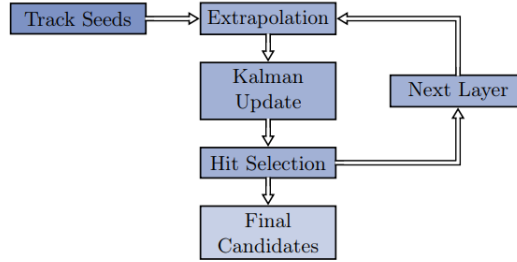 Track Seeds
Extrapolation
Kalman
Update
Next Layer
Hit Selection
Final
Candidates